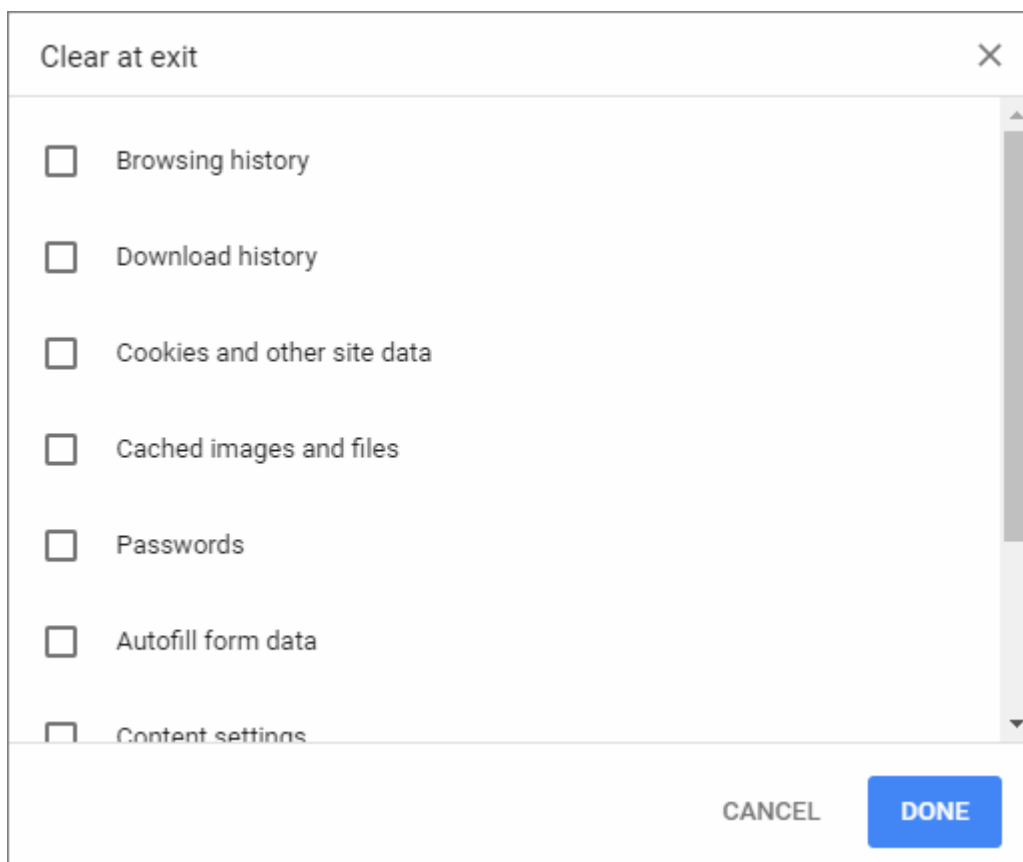 Clear at exit
Browsing history
Download history
Cookies and other site data
Cached images and files
Passwords
Autofill form data
Content settings
CANCEL DONE